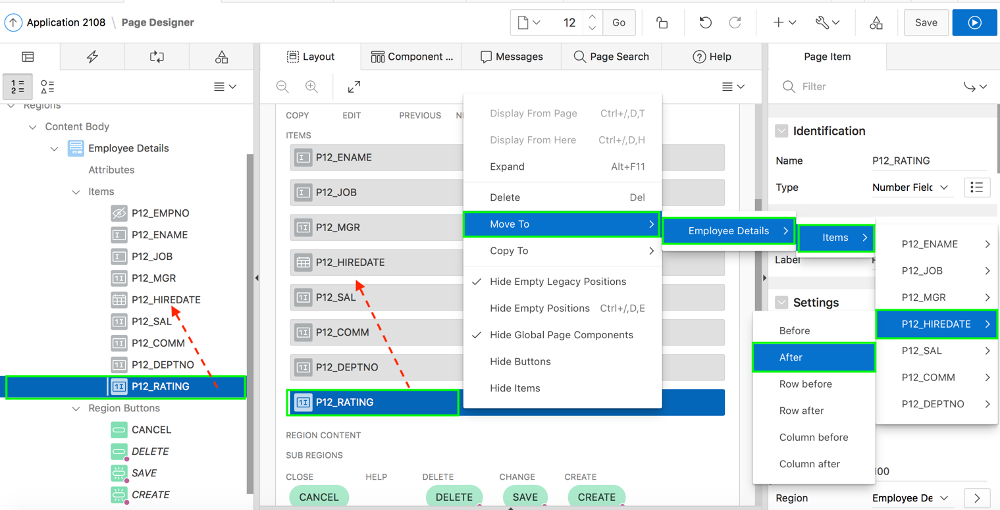 Application 2108 \ Page Designer
12
Go
Save
Layout
Component ...
Messages
Page Search
Help
Page Item
Regions
Content Body
Employee Details
Attributes
Items
P12_EMPNO
P12_ENAME
P12_JOB
P12_MGR
P12_HIREDATE
P12_SAL
P12_COMM
P12_DEPTNO
P12_RATING
Region Buttons
CANCEL
DELETE
SAVE
CREATE
COPY EDIT PREVIOUS
ITEMS
P12_ENAME
P12_JOB
P12_MGR
P12_HIREDATE
P12_SAL
P12_COMM
P12_DEPTNO
P12_RATING
REGION CONTENT
SUB REGIONS
CLOSE HELP DELETE CHANGE CREATE
CANCEL DELETE SAVE CREATE
Display From Page Ctrl+/,D,T
Display From Here Ctrl+/,D,H
Expand Alt+F11
Delete Del
Move To
Copy To
Hide Empty Legacy Positions
Hide Empty Positions Ctrl+/,D,E
Hide Global Page Components
Hide Buttons
Hide Items
Employee Details
Items
P12_ENAME
P12_JOB
P12_MGR
P12_HIREDATE
P12_SAL
P12_COMM
P12_DEPTNO
Before
After
Row before
Row after
Column before
Column after
Filter
Identification
Name P12_RATING
Type Number Fielc
Label
Settings
100
Region Employee De